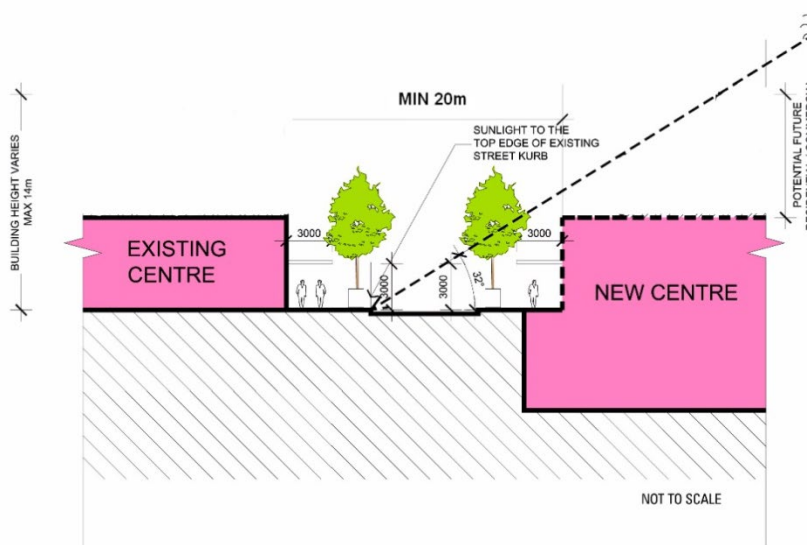 MIN 20m
SUNLIGHT TO THE
TOP EDGE OF EXISTING
STREET KURB
BUILDING HEIGHT VARIES
MAX 14m
POTENTIAL FUTURE
3000
3000
EXISTING
CENTRE
3000
32°
NEW CENTRE
NOT TO SCALE